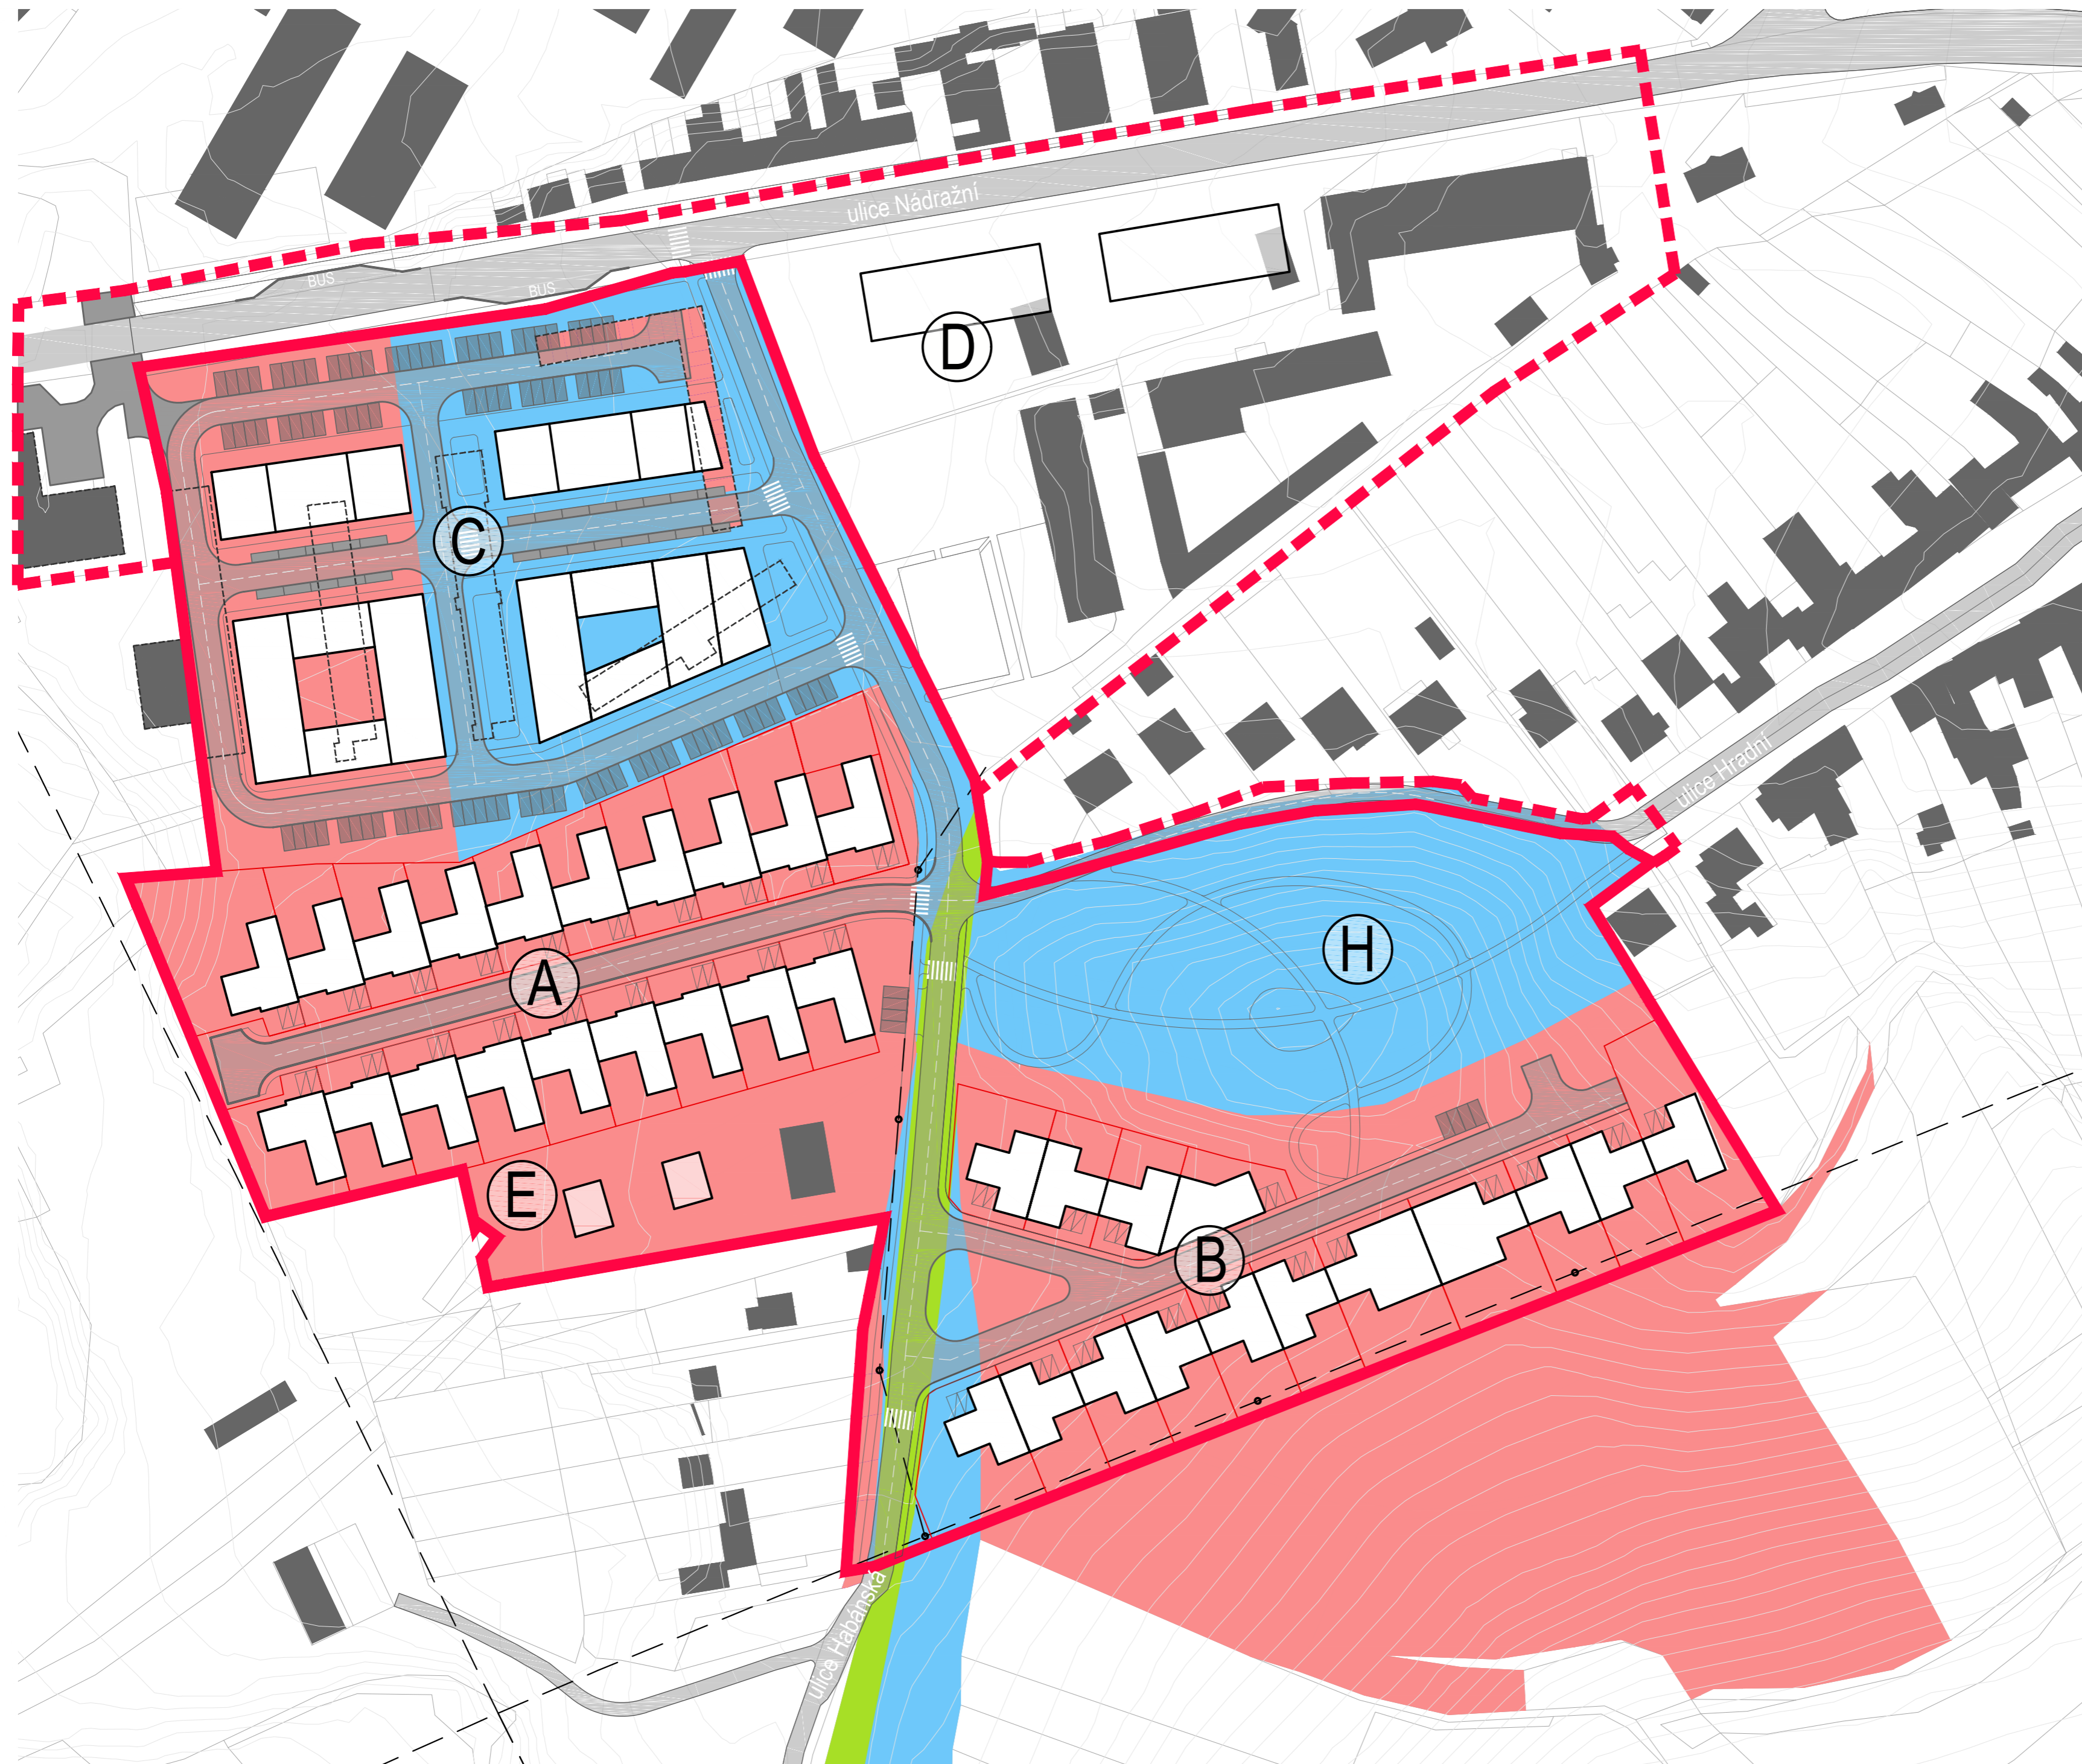 ulice Nádražní
BUS
BUS
D
C
ulice Hradní
H
A
E
B
ulice Habánská